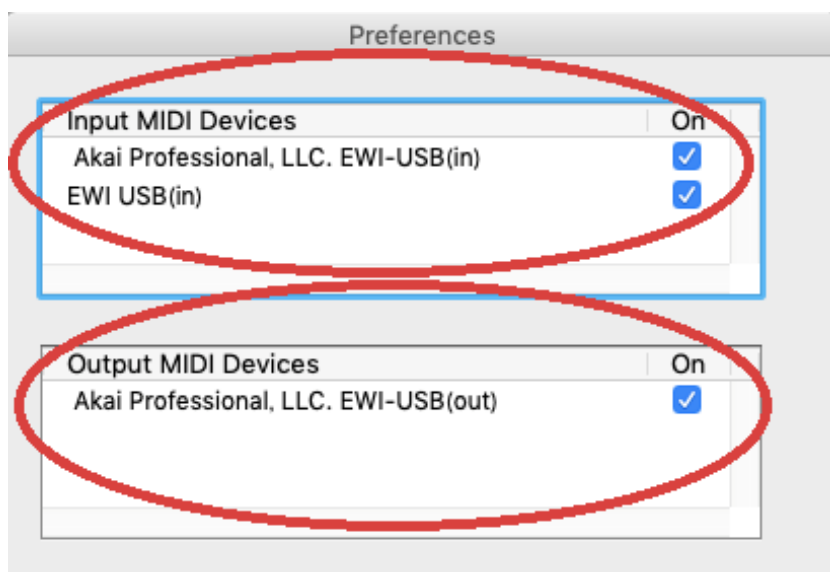 Preferences
Input MIDI Devices On
Akai Professional, LLC. EWI-USB(in)
EWI USB(in)
Output MIDI Devices On
Akai Professional, LLC. EWI-USB(out)